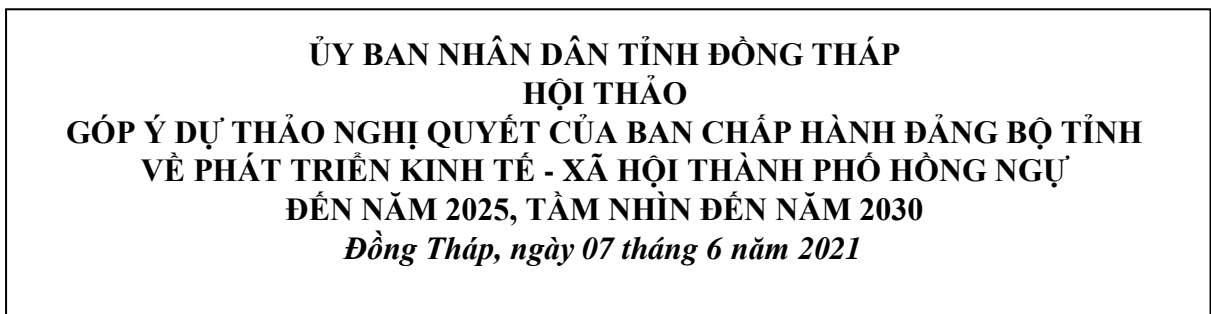 ỦY BAN NHÂN DÂN TỈNH ĐỒNG THÁP
HỘI THẢO
GÓP Ý DỰ THẢO NGHỊ QUYẾT CỦA BAN CHẤP HÀNH ĐẢNG BỘ TỈNH
VỀ PHÁT TRIỂN KINH TẾ - XÃ HỘI THÀNH PHỐ HỒNG NGỰ
ĐẾN NĂM 2025, TẦM NHÌN ĐẾN NĂM 2030
Đồng Tháp, ngày 07 tháng 6 năm 2021